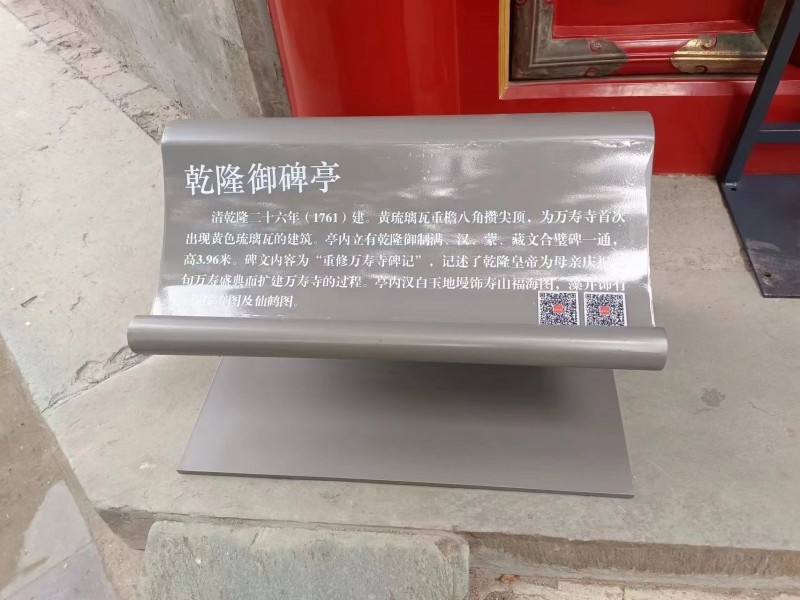 乾隆御碑亭
清乾隆二十六年（1761）建。黄琉璃瓦重檐八角攒尖顶，为万寿寺首次
出现黄色琉璃瓦的建筑。亭内立有乾隆御制满、汉、蒙、藏文合璧碑一通，
高3.96米。碑文内容为“重修万寿寺碑记”，记述了乾隆皇帝为母亲庆祝
旬万寿盛典而扩建万寿寺的过程。亭内汉白玉地墁饰寿山福海图，藻井饰有
寿图及仙鹤图。